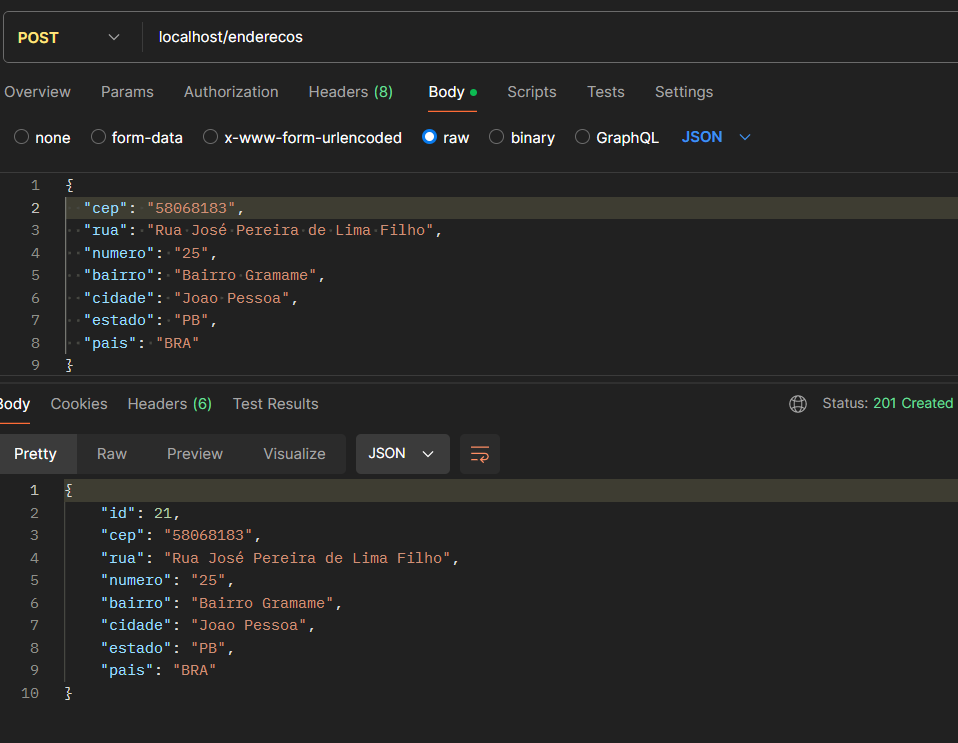 POST localhost/enderecos
Overview Params Authorization Headers (8) Body Scripts Tests Settings
none form-data x-www-form-urlencoded raw binary GraphQL JSON
1 {
2 "cep": "58068183",
3 "rua": "Rua José Pereira de Lima Filho",
4 "numero": "25",
5 "bairro": "Bairro Gramame",
6 "cidade": "Joao Pessoa",
7 "estado": "PB",
8 "pais": "BRA"
9 }
Body Cookies Headers (6) Test Results Status: 201 Created
Pretty Raw Preview Visualize JSON
1 {
2 "id": 21,
3 "cep": "58068183",
4 "rua": "Rua José Pereira de Lima Filho",
5 "numero": "25",
6 "bairro": "Bairro Gramame",
7 "cidade": "Joao Pessoa",
8 "estado": "PB",
9 "pais": "BRA"
10 }